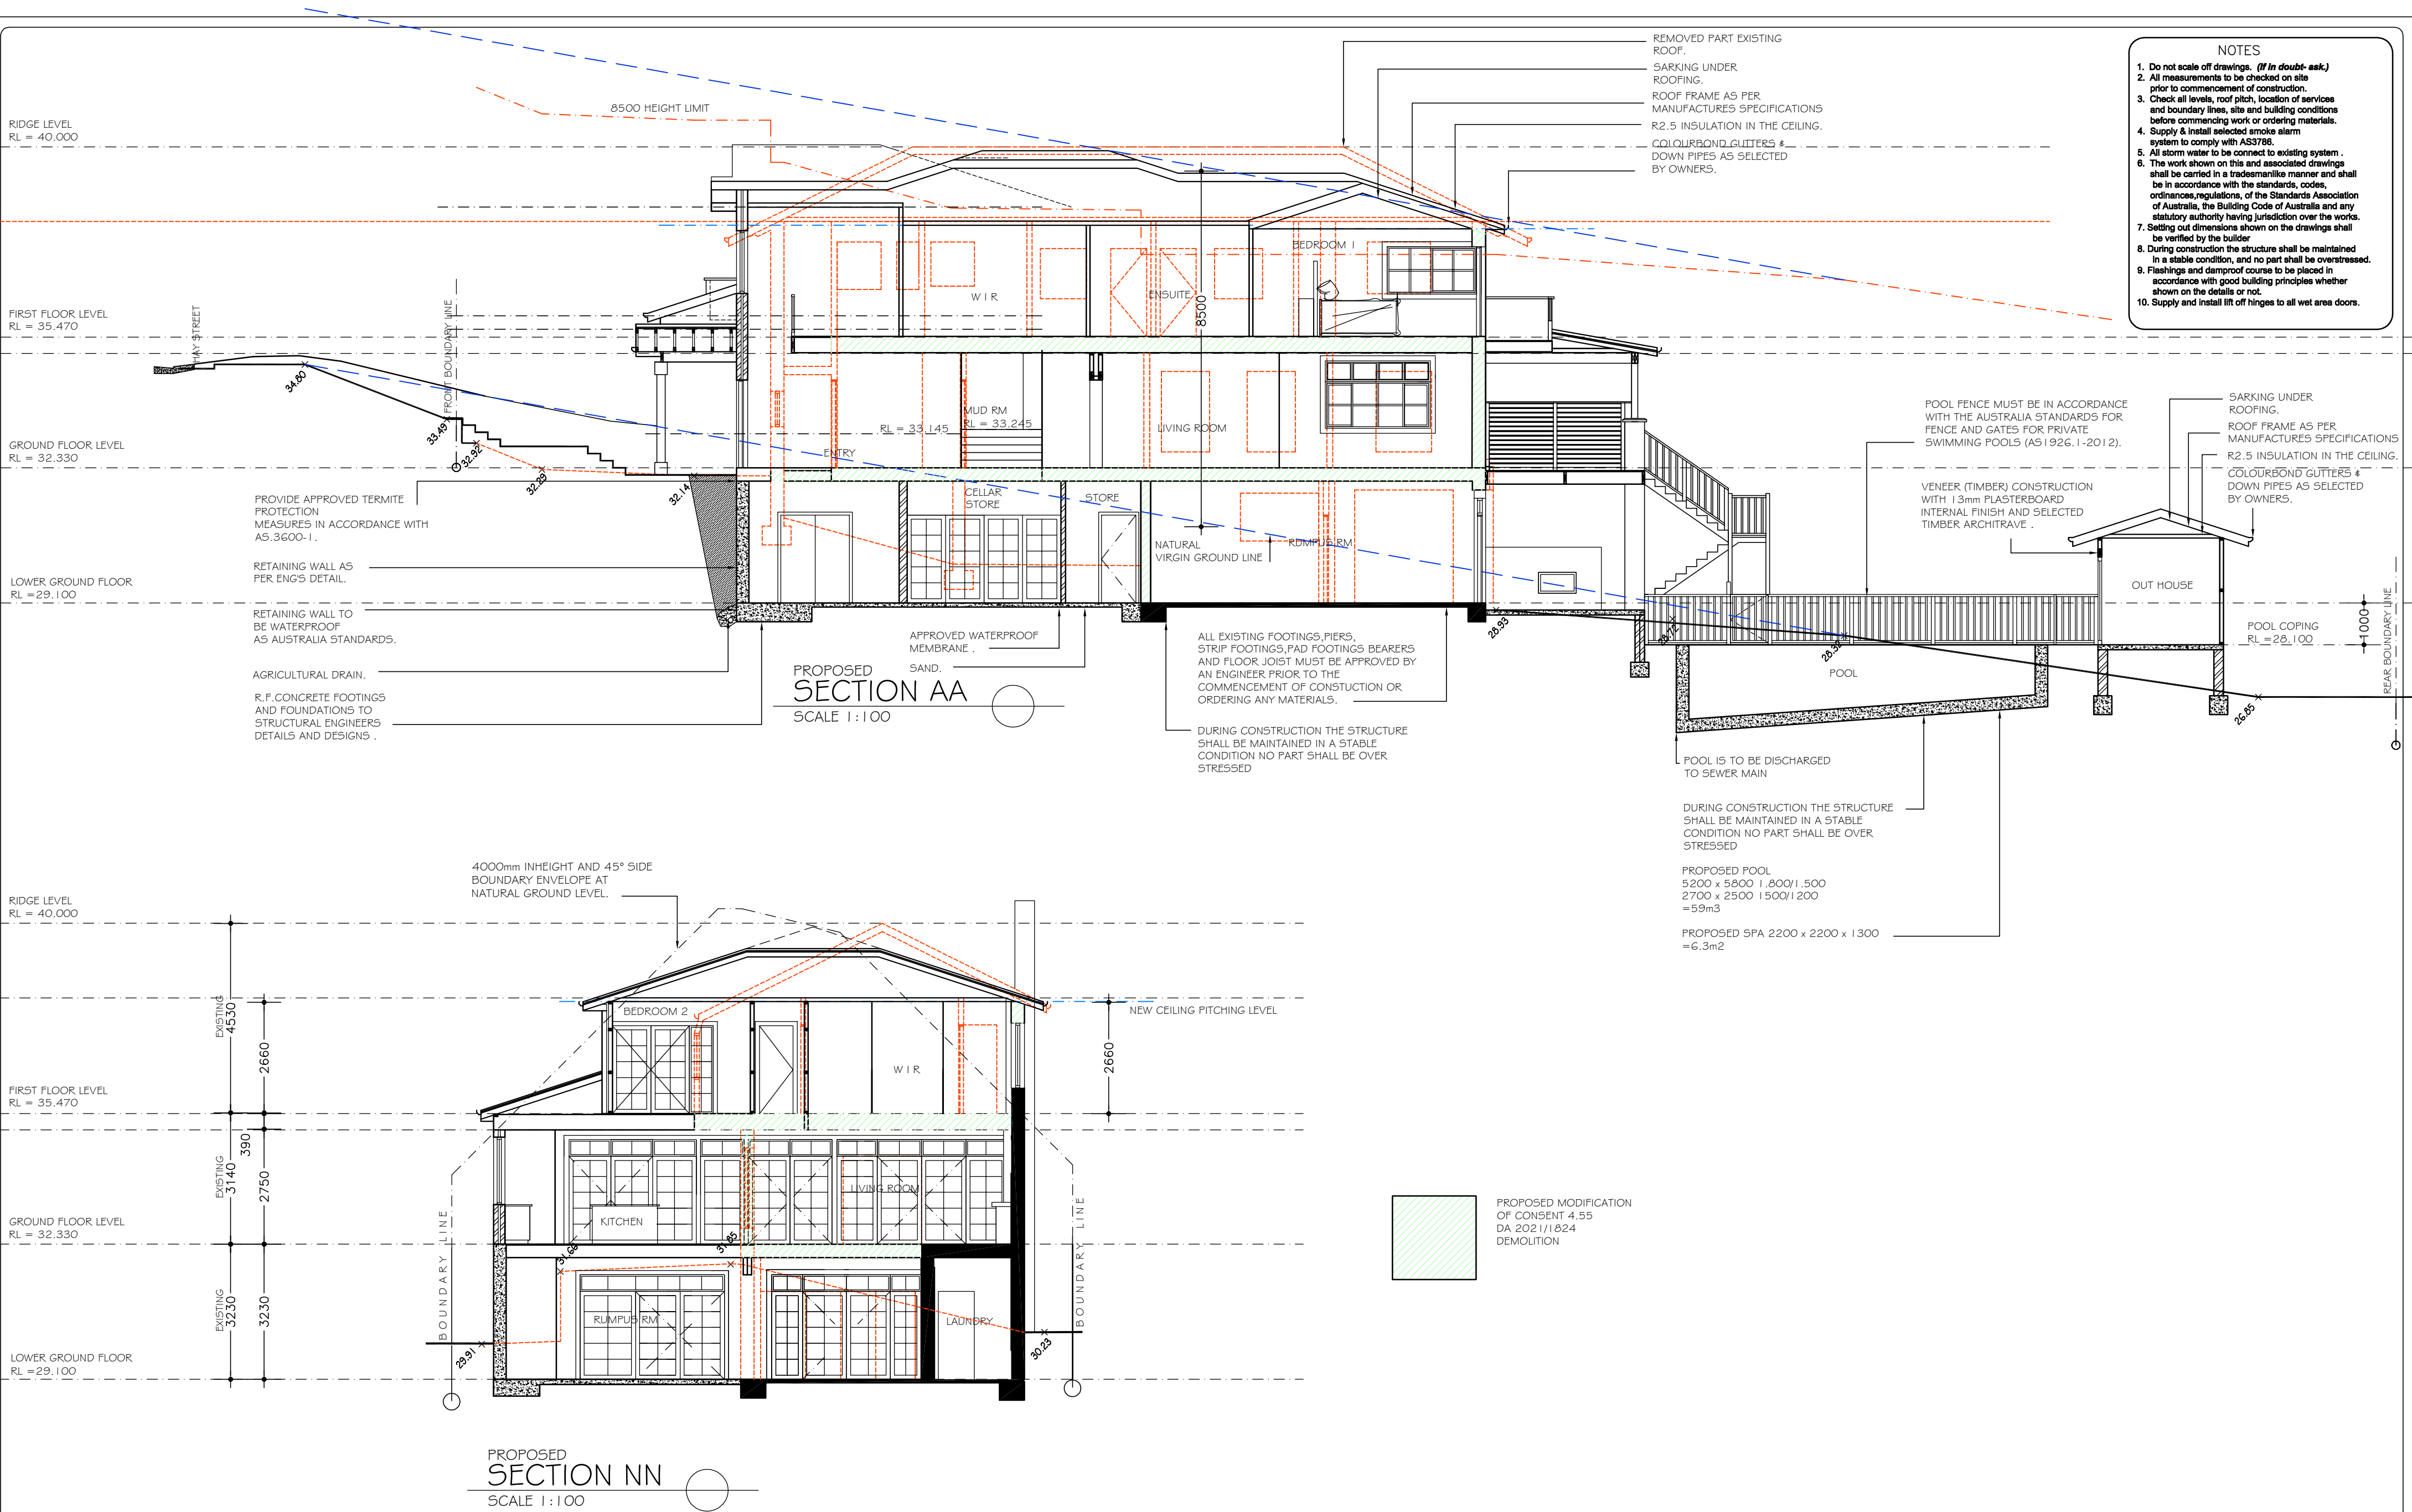 NOTES
1. Do not scale off drawings. (If in doubt- ask.)
2. All measurements to be checked on site
prior to commencement of construction.
3. Check all levels, roof pitch, location of services
and boundary lines, site and building conditions
before commencing work or ordering materials.
4. Supply & install selected smoke alarm
system to comply with AS3786.
5. All storm water to be connect to existing system .
6. The work shown on this and associated drawings
shall be carried in a tradesmanlike manner and shall
be in accordance with the standards, codes,
ordinances,regulations, of the Standards Association
of Australia, the Building Code of Australia and any
statutory authority having jurisdiction over the works.
7. Setting out dimensions shown on the drawings shall
be verified by the builder
8. During construction the structure shall be maintained
in a stable condition, and no part shall be overstressed.
9. Flashings and damproof course to be placed in
accordance with good building principles whether
shown on the details or not.
10. Supply and install lift off hinges to all wet area doors.
REMOVED PART EXISTING
ROOF.
SARKING UNDER
ROOFING.
ROOF FRAME AS PER
MANUFACTURES SPECIFICATIONS
R2.5 INSULATION IN THE CEILING.
COLOURBOND GUTTERS &
DOWN PIPES AS SELECTED
BY OWNERS.
8500 HEIGHT LIMIT
RIDGE LEVEL
RL = 40.000
FIRST FLOOR LEVEL
RL = 35.470
GROUND FLOOR LEVEL
RL = 32.330
LOWER GROUND FLOOR
RL =29.100
HAY STREET
FRONT BOUNDARY LINE
34.80
33.49
32.92
32.29
32.14
BEDROOM 1
W I R
ENSUITE
8500
MUD RM
RL = 33.245
RL = 33.145
LIVING ROOM
ENTRY
CELLAR
STORE
STORE
NATURAL
VIRGIN GROUND LINE
RUMPUS RM
PROVIDE APPROVED TERMITE
PROTECTION
MEASURES IN ACCORDANCE WITH
AS.3600-1.
RETAINING WALL AS
PER ENG'S DETAIL.
RETAINING WALL TO
BE WATERPROOF
AS AUSTRALIA STANDARDS.
AGRICULTURAL DRAIN.
R.F.CONCRETE FOOTINGS
AND FOUNDATIONS TO
STRUCTURAL ENGINEERS
DETAILS AND DESIGNS .
APPROVED WATERPROOF
MEMBRANE .
SAND.
PROPOSED
SECTION AA
SCALE 1:100
ALL EXISTING FOOTINGS,PIERS,
STRIP FOOTINGS,PAD FOOTINGS BEARERS
AND FLOOR JOIST MUST BE APPROVED BY
AN ENGINEER PRIOR TO THE
COMMENCEMENT OF CONSTUCTION OR
ORDERING ANY MATERIALS.
DURING CONSTRUCTION THE STRUCTURE
SHALL BE MAINTAINED IN A STABLE
CONDITION NO PART SHALL BE OVER
STRESSED
POOL FENCE MUST BE IN ACCORDANCE
WITH THE AUSTRALIA STANDARDS FOR
FENCE AND GATES FOR PRIVATE
SWIMMING POOLS (AS1926.1-2012).
VENEER (TIMBER) CONSTRUCTION
WITH 13mm PLASTERBOARD
INTERNAL FINISH AND SELECTED
TIMBER ARCHITRAVE .
SARKING UNDER
ROOFING.
ROOF FRAME AS PER
MANUFACTURES SPECIFICATIONS
R2.5 INSULATION IN THE CEILING.
COLOURBOND GUTTERS &
DOWN PIPES AS SELECTED
BY OWNERS.
OUT HOUSE
POOL COPING
RL =28.100
1000
REAR BOUNDARY LINE
28.93
28.72
28.32
26.85
POOL
POOL IS TO BE DISCHARGED
TO SEWER MAIN
DURING CONSTRUCTION THE STRUCTURE
SHALL BE MAINTAINED IN A STABLE
CONDITION NO PART SHALL BE OVER
STRESSED
PROPOSED POOL
5200 x 5800 1.800/1.500
2700 x 2500 1500/1200
=59m3
PROPOSED SPA 2200 x 2200 x 1300
=6.3m2
4000mm INHEIGHT AND 45° SIDE
BOUNDARY ENVELOPE AT
NATURAL GROUND LEVEL.
RIDGE LEVEL
RL = 40.000
FIRST FLOOR LEVEL
RL = 35.470
GROUND FLOOR LEVEL
RL = 32.330
LOWER GROUND FLOOR
RL =29.100
EXISTING
4530
2660
390
EXISTING
3140
2750
EXISTING
3230
3230
BEDROOM 2
W I R
NEW CEILING PITCHING LEVEL
2660
KITCHEN
LIVING ROOM
31.68
31.85
RUMPUS RM
LAUNDRY
BOUNDARY LINE
BOUNDARY LINE
29.91
30.23
PROPOSED MODIFICATION
OF CONSENT 4.55
DA 2021/1824
DEMOLITION
PROPOSED
SECTION NN
SCALE 1:100